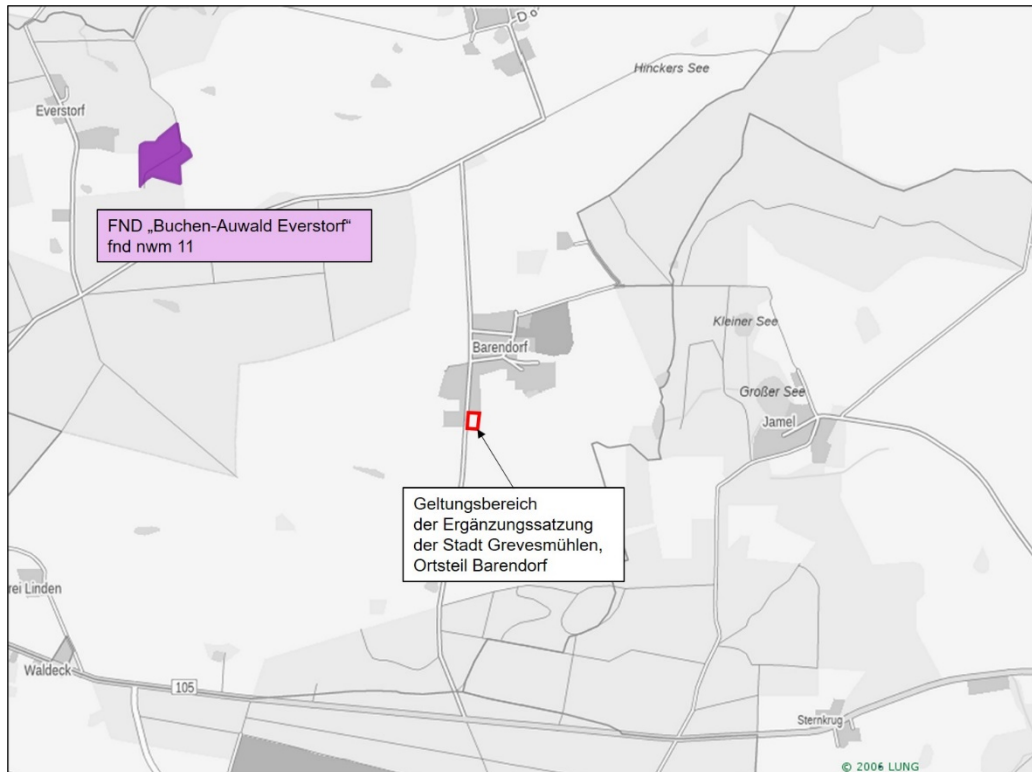 Do
Hinckers See
Everstorf
FND „Buchen-Auwald Everstorf“
fnd nwm 11
Kleiner See
Barendorf
Großer See
Jamel
Geltungsbereich
der Ergänzungssatzung
der Stadt Grevesmühlen,
Ortsteil Barendorf
rei Linden
Waldeck
105
Sternkrug
© 2006 LUNG